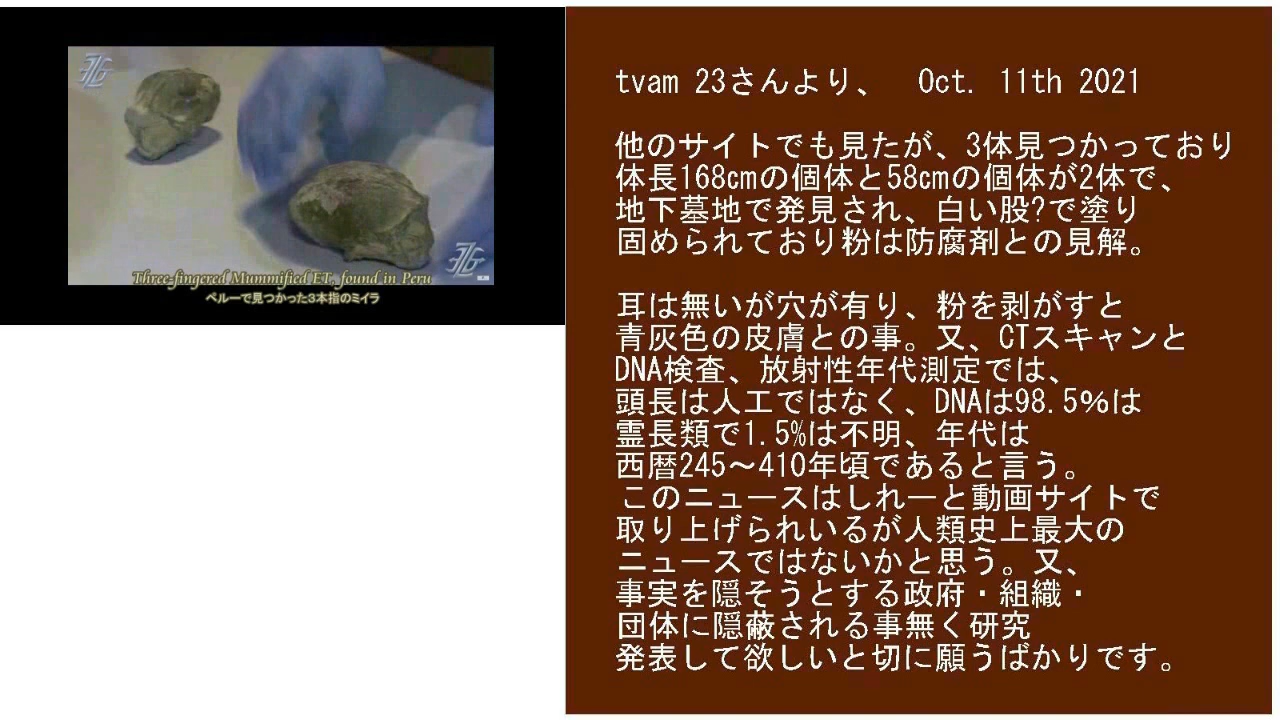 Three-fingered Mummified ET, found in Peru
ペルーで見つかった3本指のミイラ
tvam 23さんより、 Oct. 11th 2021
他のサイトでも見たが、3体見つかっており
体長168cmの個体と58cmの個体が2体で、
地下墓地で発見され、白い股?で塗り
固められており粉は防腐剤との見解。
耳は無いが穴が有り、粉を剥がすと
青灰色の皮膚との事。又、CTスキャンと
DNA検査、放射性年代測定では、
頭長は人工ではなく、DNAは98.5%は
霊長類で1.5%は不明、年代は
西暦245～410年頃であると言う。
このニュースはしれーと動画サイトで
取り上げられいるが人類史上最大の
ニュースではないかと思う。又、
事実を隠そうとする政府・組織・
団体に隠蔽される事無く研究
発表して欲しいと切に願うばかりです。